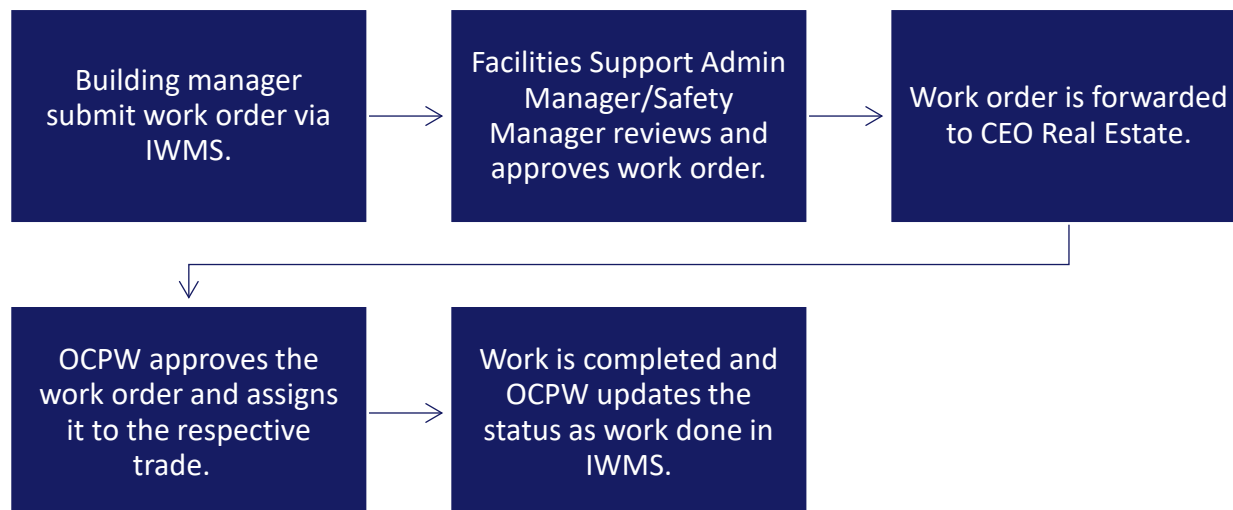 Building manager
submit work order via
IWMS.
Facilities Support Admin
Manager/Safety
Manager reviews and
approves work order.
Work order is forwarded
to CEO Real Estate.
OCPW approves the
work order and assigns
it to the respective
trade.
Work is completed and
OCPW updates the
status as work done in
IWMS.